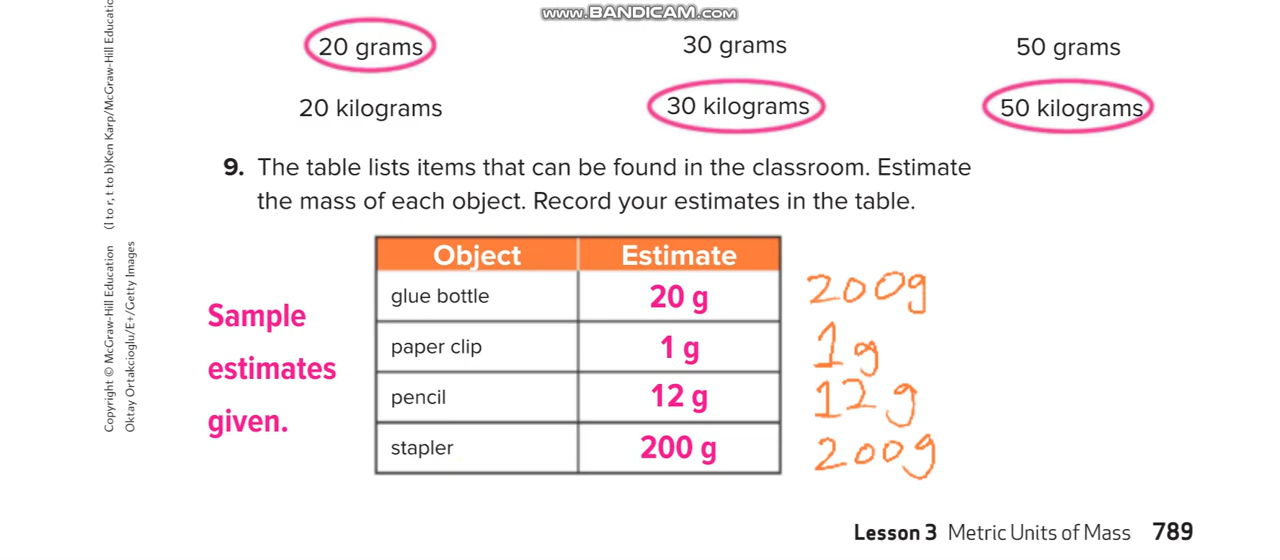 www.BANDICAM.com
20 grams 30 grams 50 grams
20 kilograms 30 kilograms 50 kilograms
9. The table lists items that can be found in the classroom. Estimate
the mass of each object. Record your estimates in the table.
Sample
estimates
given.
Object Estimate
glue bottle 20 g 200g
paper clip 1 g 1g
pencil 12 g 12g
stapler 200 g 200g
Copyright © McGraw-Hill Education (l to r, t to b)Ken Karp/McGraw-Hill Educatio
Oktay Ortakcioglu/E+/Getty Images
Lesson 3 Metric Units of Mass 789